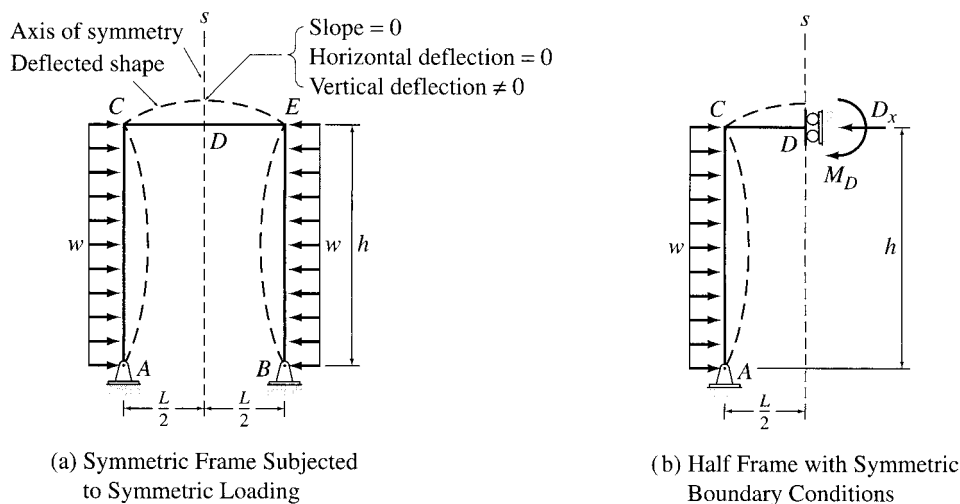 s
Axis of symmetry
Deflected shape
Slope = 0
Horizontal deflection = 0
Vertical deflection ≠ 0
C
E
D
w
w
h
A
B
L/2
L/2
(a) Symmetric Frame Subjected
to Symmetric Loading
s
C
D
D_x
M_D
w
h
A
L/2
(b) Half Frame with Symmetric
Boundary Conditions